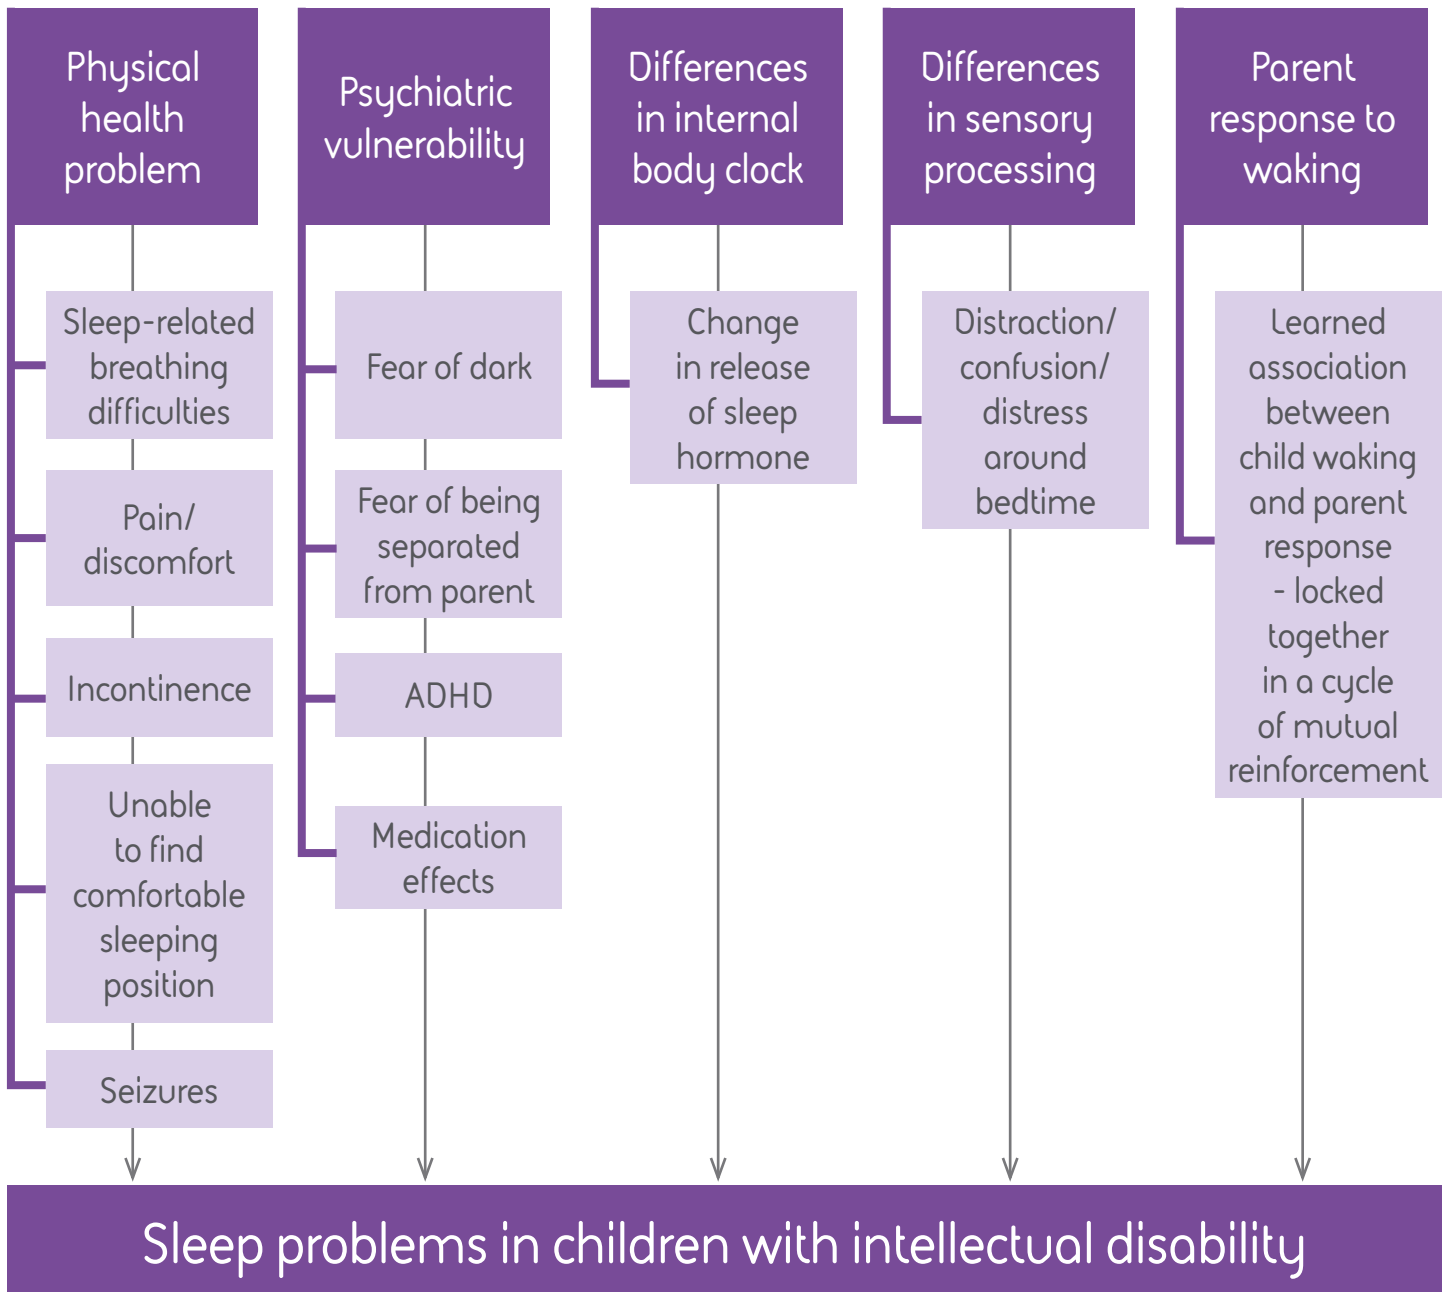 Physical
health
problem
Sleep-related
breathing
difficulties
Pain/
discomfort
Incontinence
Unable
to find
comfortable
sleeping
position
Seizures
Psychiatric
vulnerability
Fear of dark
Fear of being
separated
from parent
ADHD
Medication
effects
Differences
in internal
body clock
Change
in release
of sleep
hormone
Differences
in sensory
processing
Distraction/
confusion/
distress
around
bedtime
Parent
response to
waking
Learned
association
between
child waking
and parent
response
- locked
together
in a cycle
of mutual
reinforcement
Sleep problems in children with intellectual disability